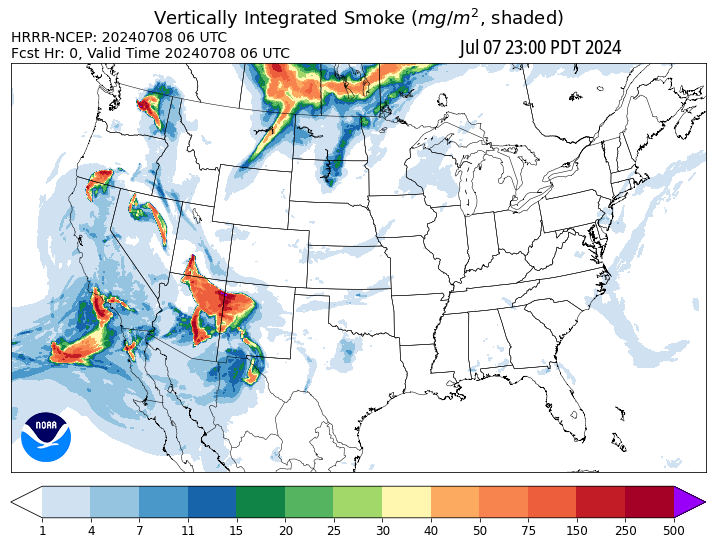 Vertically Integrated Smoke (mg/m², shaded)
HRRR-NCEP: 20240708 06 UTC
Fcst Hr: 0, Valid Time 20240708 06 UTC
Jul 07 23:00 PDT 2024
NOAA
1 4 7 11 15 20 25 30 40 50 75 150 250 500